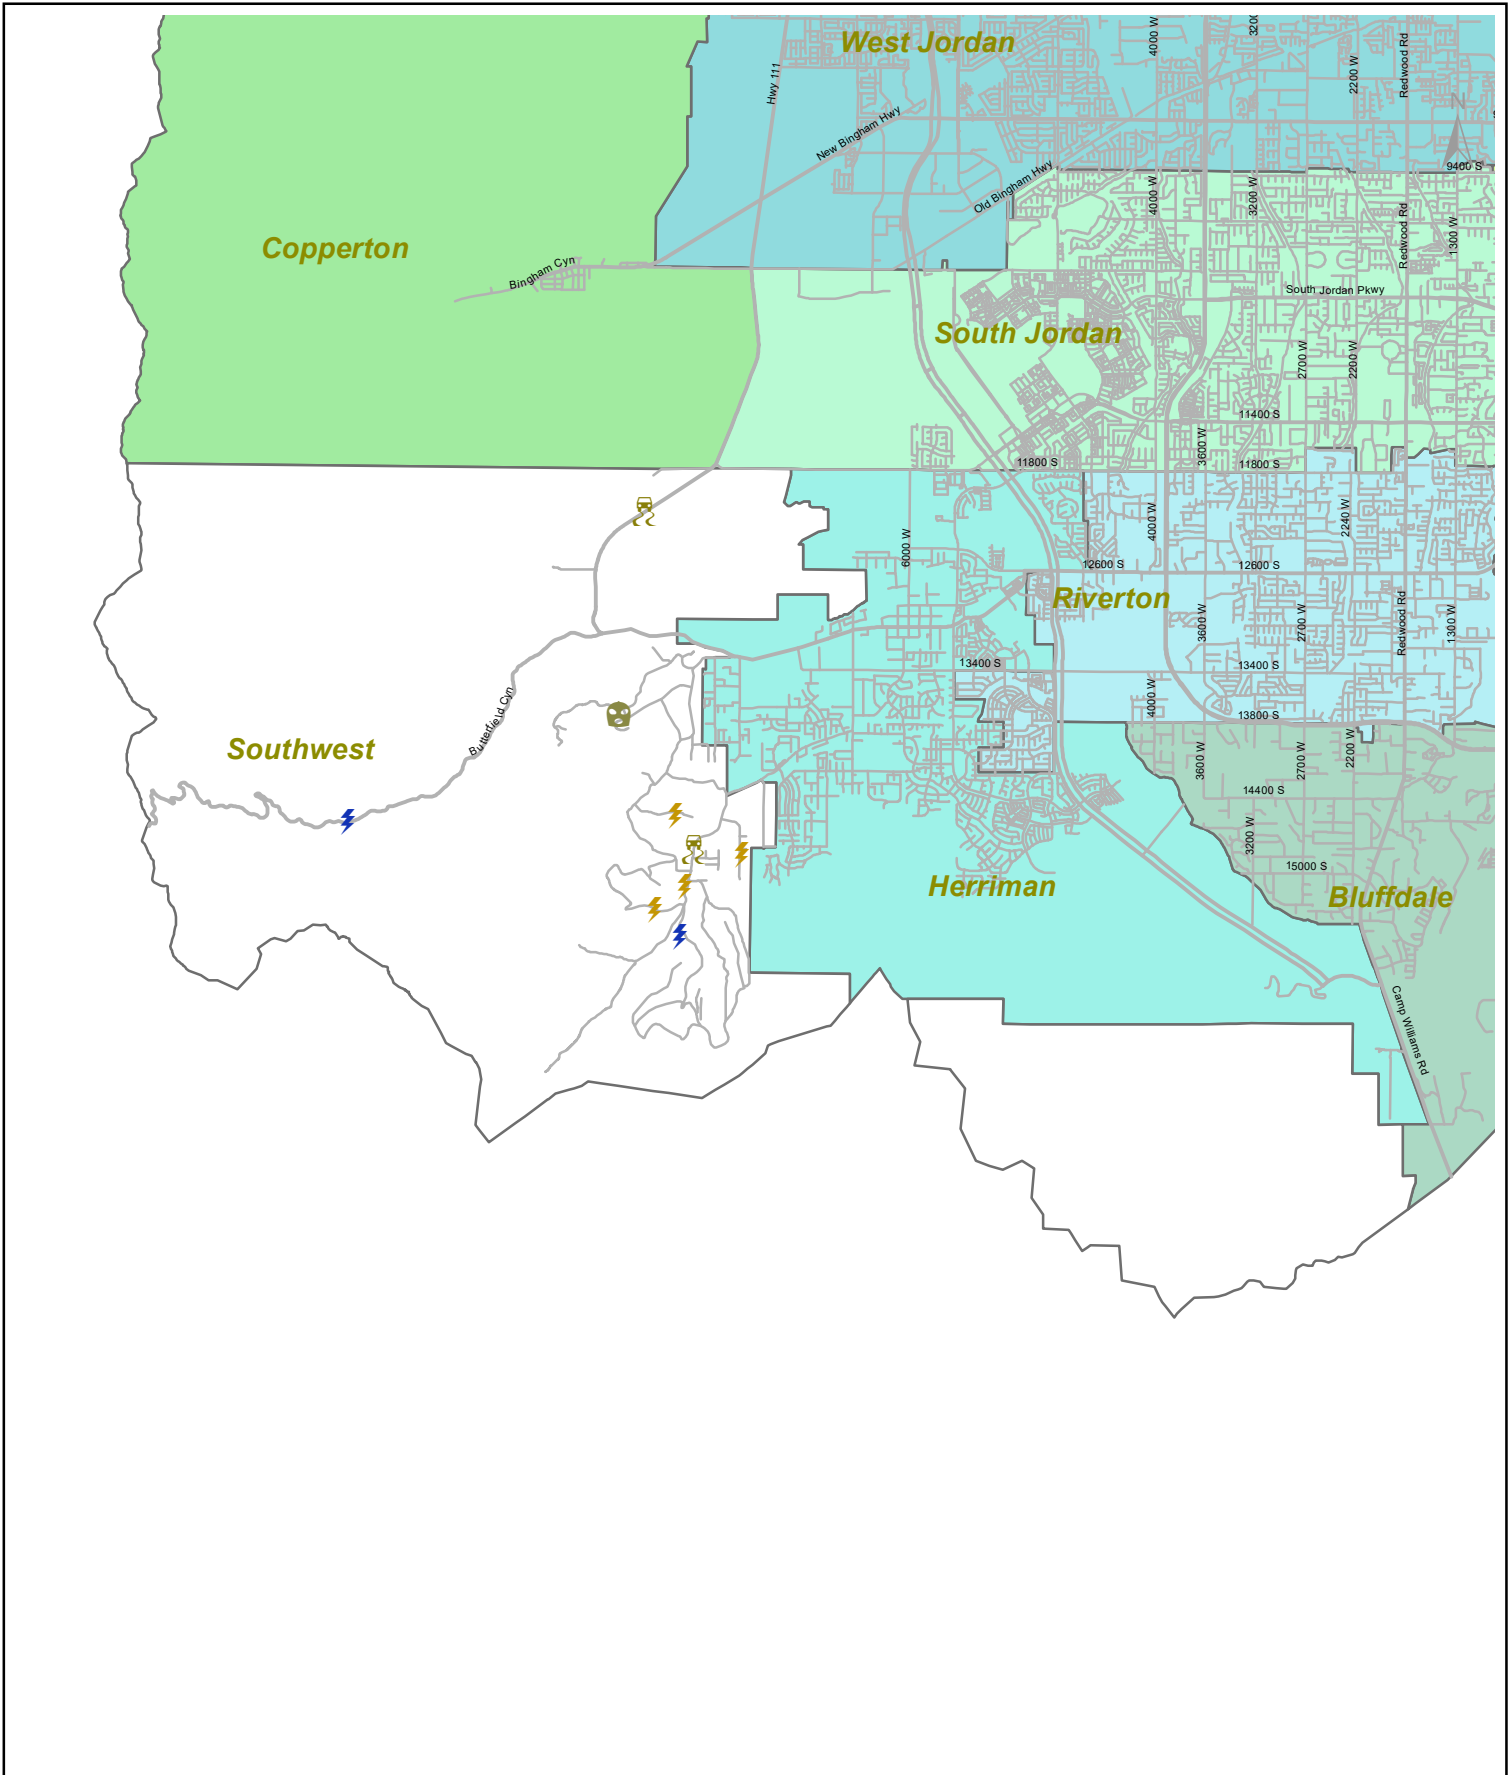 West Jordan
4000 W
3200
2200 W
Redwood Rd
Hwy 111
New Bingham Hwy
N
9
Old Bingham Hwy
9400 S
4000 W
3200 W
Redwood Rd
1300 W
Copperton
Bingham Cyn
South Jordan Pkwy
South Jordan
2700 W
2200 W
11400 S
3600 W
11800 S
11800 S
4000 W
2240 W
6000 W
12600 S
12600 S
Riverton
3600 W
2700 W
Redwood Rd
1300 W
13400 S
13400 S
4000 W
13800 S
Butterfield Cyn
Southwest
3600 W
2700 W
2200 W
14400 S
3200 W
15000 S
Herriman
Bluffdale
Camp Williams Rd